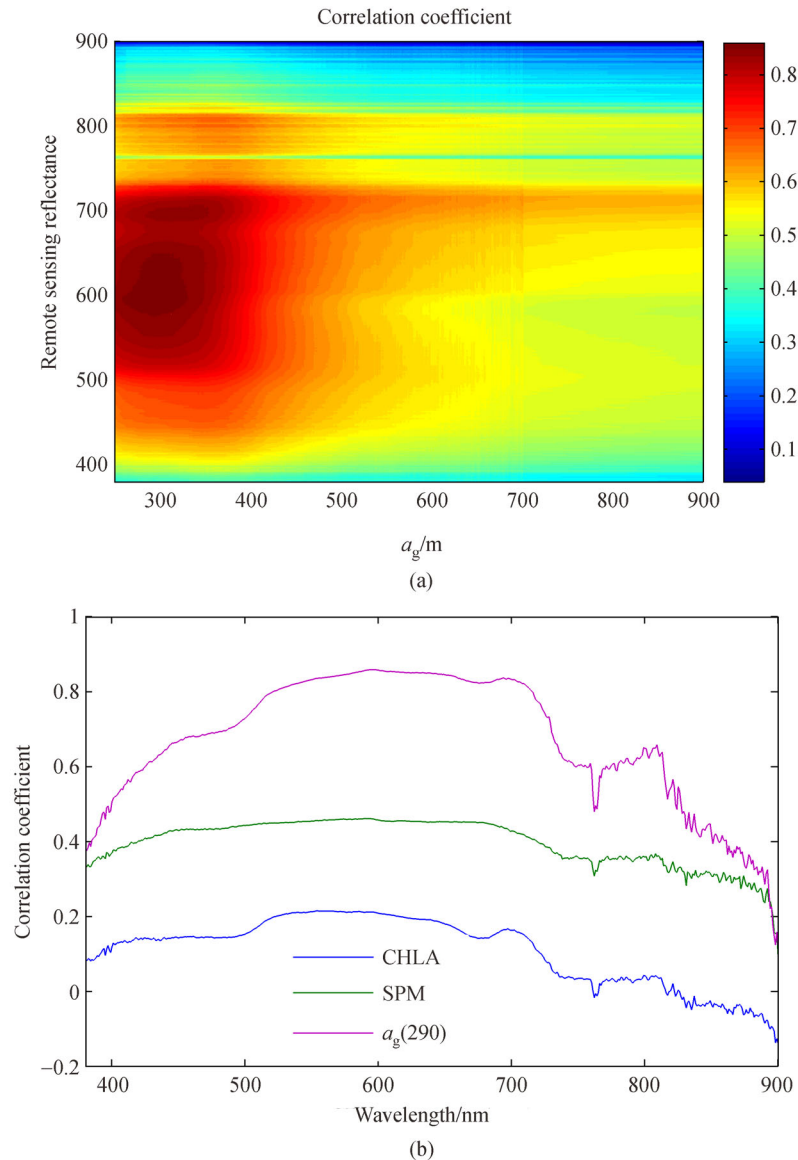 Correlation coefficient
900
800
700
600
500
400
Remote sensing reflectance
300 400 500 600 700 800 900
a_g/m
0.8
0.7
0.6
0.5
0.4
0.3
0.2
0.1
(a)
1
0.8
0.6
0.4
0.2
0
−0.2
Correlation coefficient
CHLA
SPM
a_g(290)
400 500 600 700 800 900
Wavelength/nm
(b)